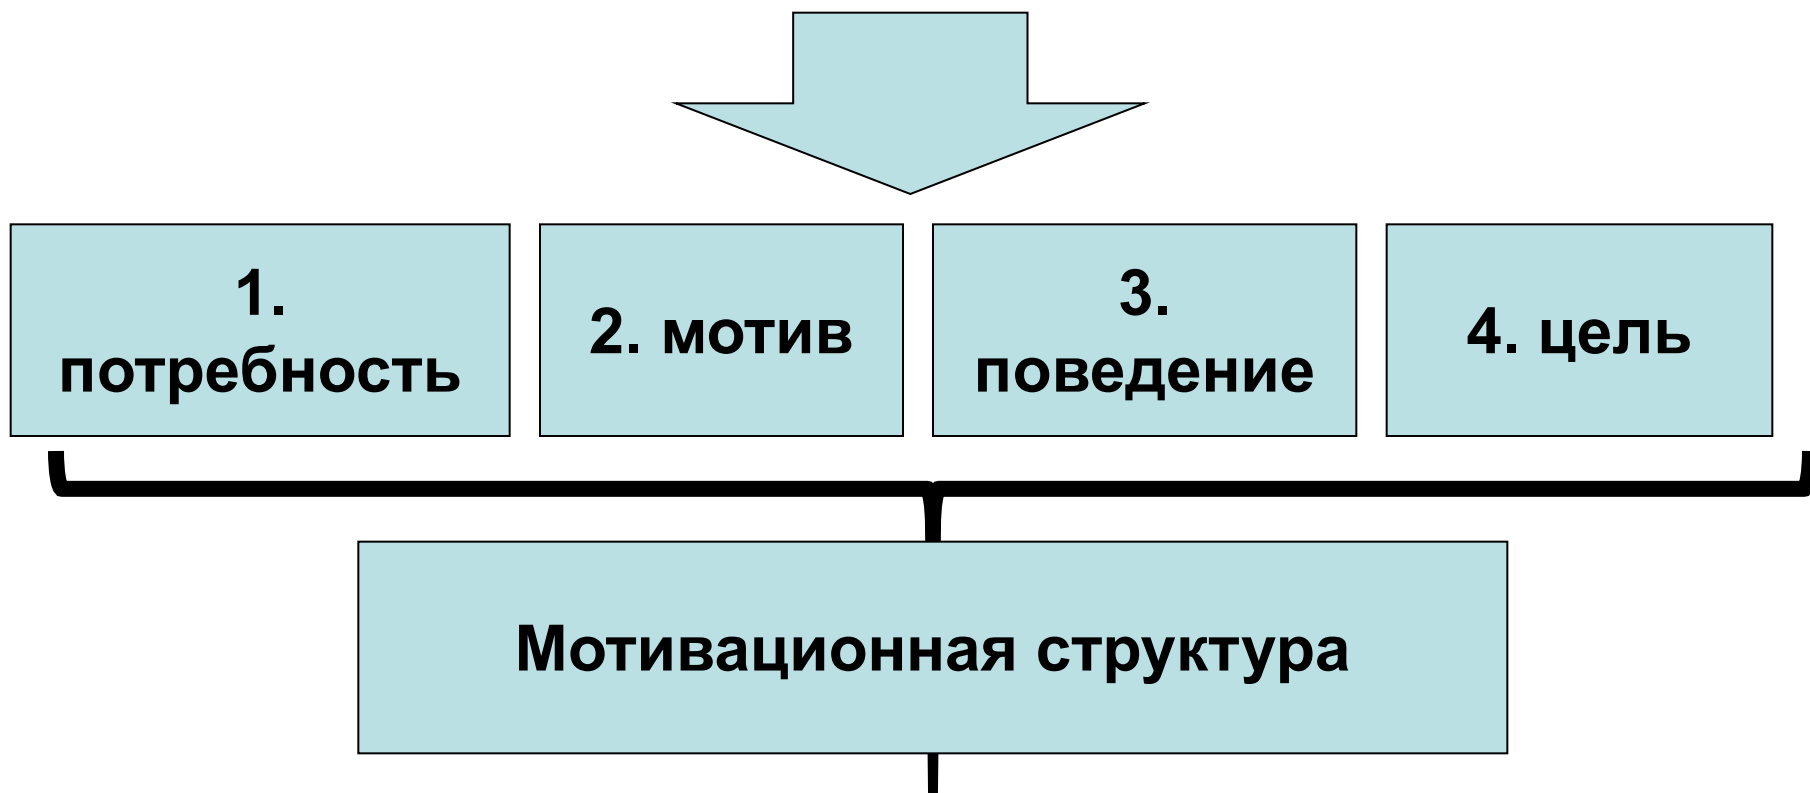 1.
потребность
2. мотив
3.
поведение
4. цель
Мотивационная структура